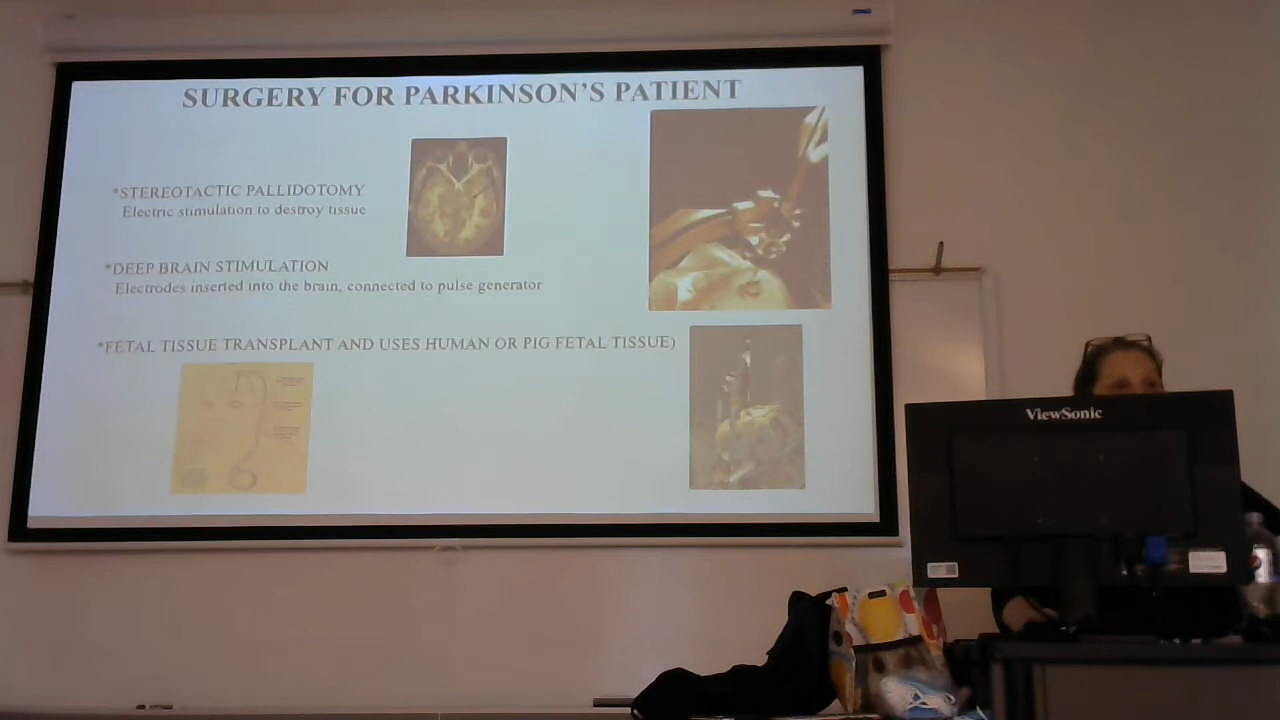 SURGERY FOR PARKINSON'S PATIENT
*STEREOTACTIC PALLIDOTOMY
Electric stimulation to destroy tissue
*DEEP BRAIN STIMULATION
Electrodes inserted into the brain, connected to pulse generator
*FETAL TISSUE TRANSPLANT AND USES HUMAN OR PIG FETAL TISSUE)
ViewSonic